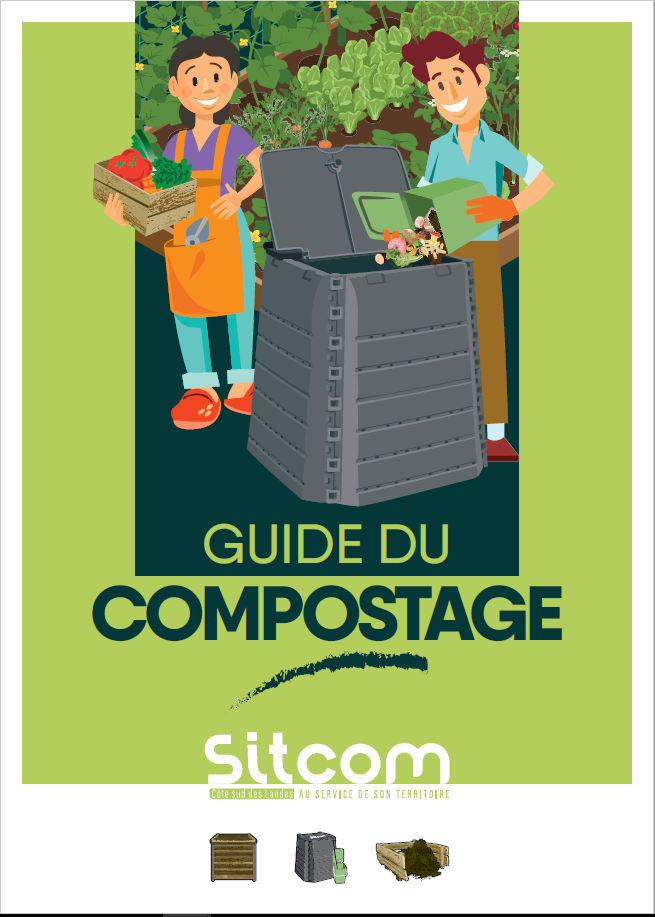 GUIDE DU
COMPOSTAGE
sitcom
Côte sud des Landes AU SERVICE DE SON TERRITOIRE